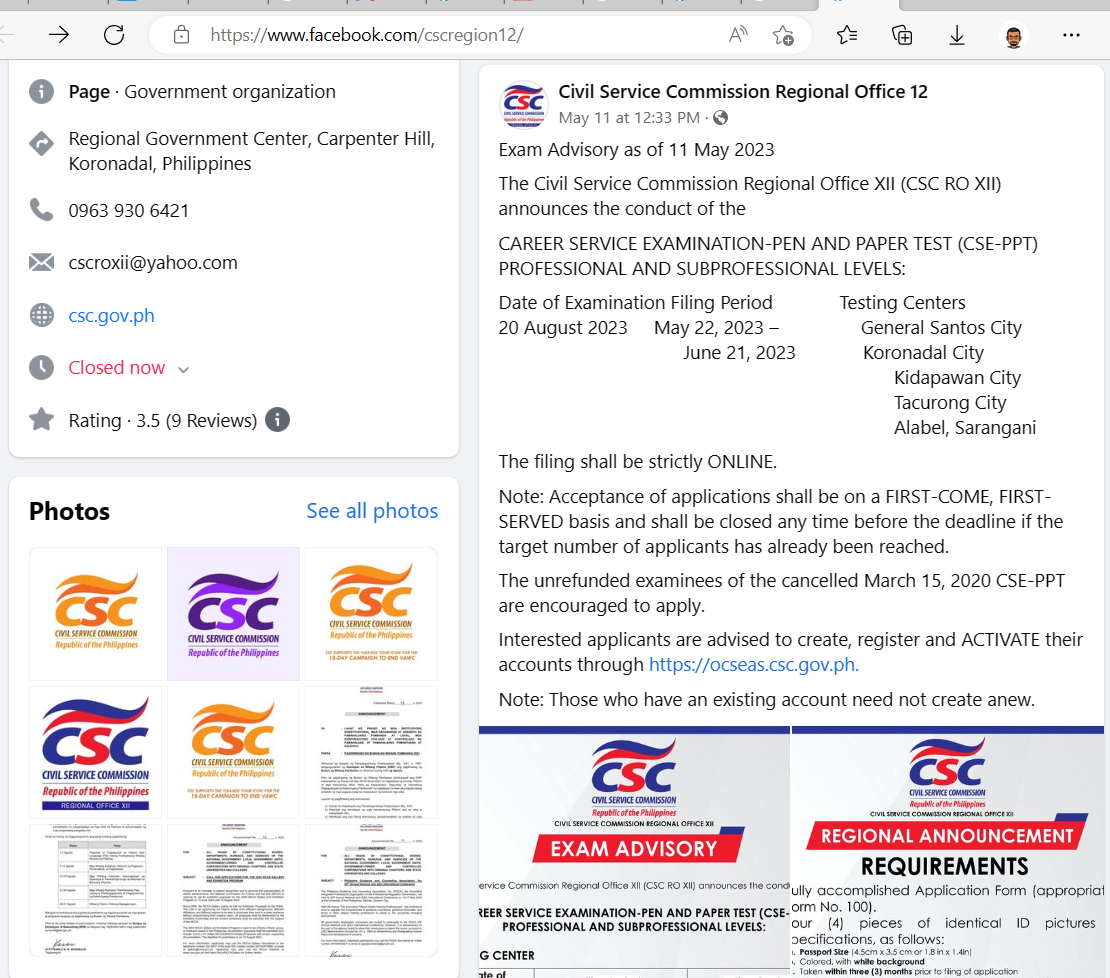 https://www.facebook.com/cscregion12/
Page · Government organization
Regional Government Center, Carpenter Hill,
Koronadal, Philippines
0963 930 6421
cscroxii@yahoo.com
csc.gov.ph
Closed now
Rating · 3.5 (9 Reviews)
Photos
See all photos
CSC
CIVIL SERVICE COMMISSION
Republic of the Philippines
CSC
CIVIL SERVICE COMMISSION
Republic of the Philippines
CSC
CIVIL SERVICE COMMISSION
Republic of the Philippines
CSC SUPPORTS THE 'CHANGE YOUR ICON FOR THE
18-DAY CAMPAIGN TO END VAWC
CSC
CIVIL SERVICE COMMISSION
Republic of the Philippines
REGIONAL OFFICE XII
CSC
CIVIL SERVICE COMMISSION
Republic of the Philippines
CSC SUPPORTS THE 'CHANGE YOUR ICON FOR THE
18-DAY CAMPAIGN TO END VAWC
Civil Service Commission Regional Office 12
May 11 at 12:33 PM ·
Exam Advisory as of 11 May 2023
The Civil Service Commission Regional Office XII (CSC RO XII)
announces the conduct of the
CAREER SERVICE EXAMINATION-PEN AND PAPER TEST (CSE-PPT)
PROFESSIONAL AND SUBPROFESSIONAL LEVELS:
Date of Examination Filing Period Testing Centers
20 August 2023 May 22, 2023 – General Santos City
June 21, 2023 Koronadal City
Kidapawan City
Tacurong City
Alabel, Sarangani
The filing shall be strictly ONLINE.
Note: Acceptance of applications shall be on a FIRST-COME, FIRST-
SERVED basis and shall be closed any time before the deadline if the
target number of applicants has already been reached.
The unrefunded examinees of the cancelled March 15, 2020 CSE-PPT
are encouraged to apply.
Interested applicants are advised to create, register and ACTIVATE their
accounts through https://ocseas.csc.gov.ph.
Note: Those who have an existing account need not create anew.
CSC
CIVIL SERVICE COMMISSION
Republic of the Philippines
CIVIL SERVICE COMMISSION REGIONAL OFFICE XII
EXAM ADVISORY
ervice Commission Regional Office XII (CSC RO XII) announces the cond
REER SERVICE EXAMINATION-PEN AND PAPER TEST (CSE-
PROFESSIONAL AND SUBPROFESSIONAL LEVELS:
G CENTER
ate of
CSC
CIVIL SERVICE COMMISSION
Republic of the Philippines
CIVIL SERVICE COMMISSION REGIONAL OFFICE XII
REGIONAL ANNOUNCEMENT
REQUIREMENTS
ully accomplished Application Form (appropriat
orm No. 100).
our (4) pieces of identical ID pictures
pecifications, as follows:
. Passport Size (4.5cm x 3.5 cm or 1.8 in x 1.4in)
. Colored, with white background
. Taken within three (3) months prior to filing of application